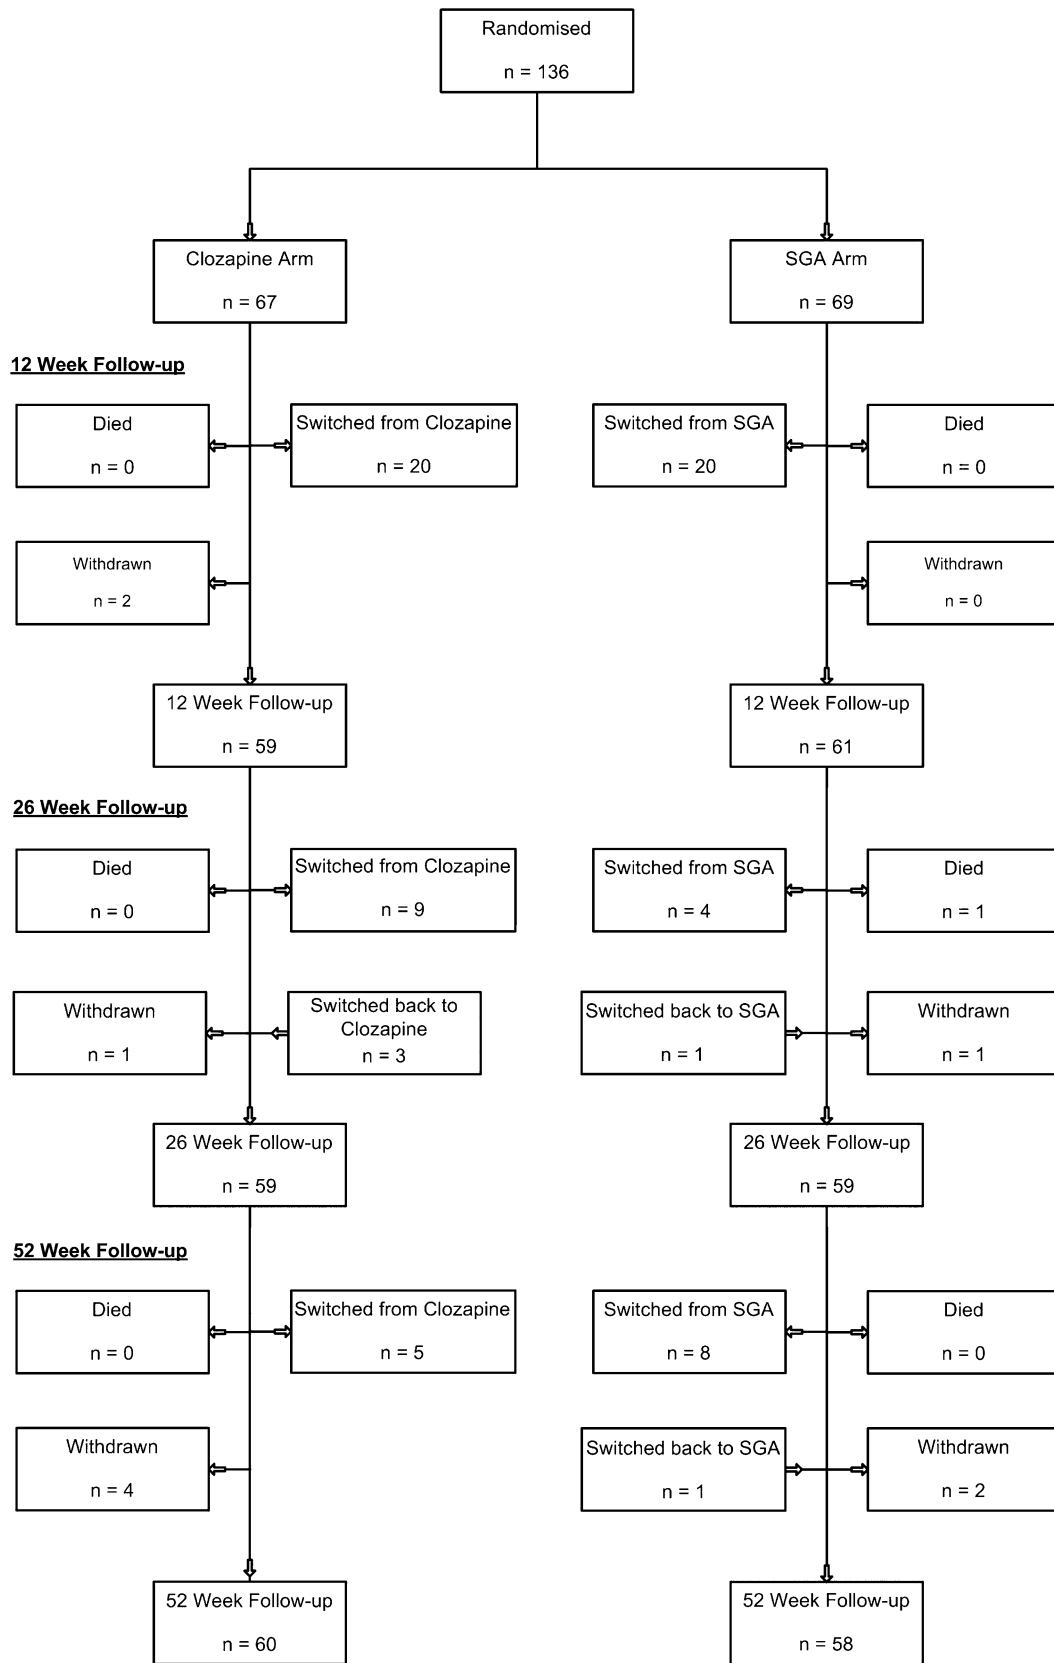 Randomised
n = 136
Clozapine Arm
n = 67
SGA Arm
n = 69
12 Week Follow-up
Died
n = 0
Switched from Clozapine
n = 20
Switched from SGA
n = 20
Died
n = 0
Withdrawn
n = 2
Withdrawn
n = 0
12 Week Follow-up
n = 59
12 Week Follow-up
n = 61
26 Week Follow-up
Died
n = 0
Switched from Clozapine
n = 9
Switched from SGA
n = 4
Died
n = 1
Withdrawn
n = 1
Switched back to
Clozapine
n = 3
Switched back to SGA
n = 1
Withdrawn
n = 1
26 Week Follow-up
n = 59
26 Week Follow-up
n = 59
52 Week Follow-up
Died
n = 0
Switched from Clozapine
n = 5
Switched from SGA
n = 8
Died
n = 0
Withdrawn
n = 4
Switched back to SGA
n = 1
Withdrawn
n = 2
52 Week Follow-up
n = 60
52 Week Follow-up
n = 58